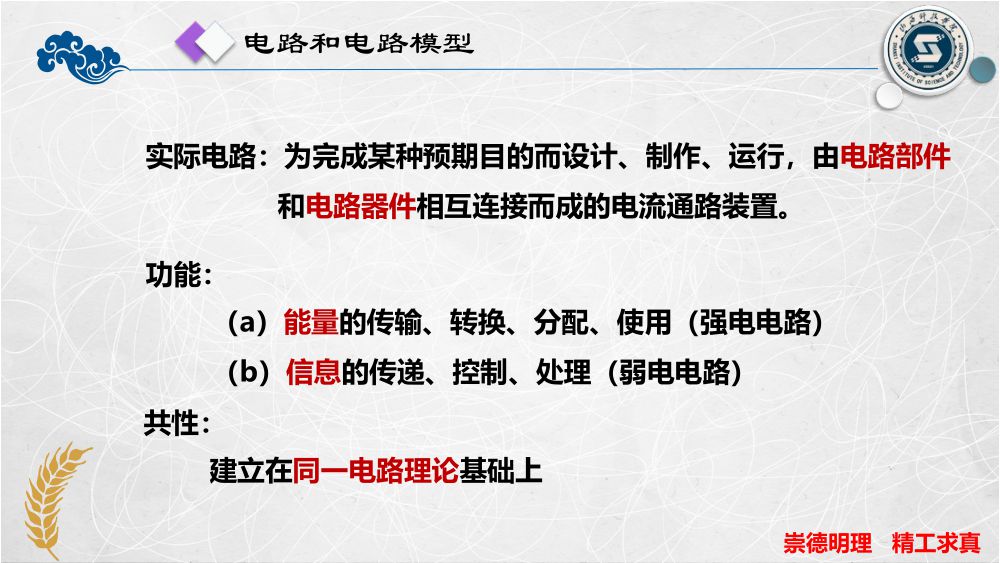 电路和电路模型
实际电路：为完成某种预期目的而设计、制作、运行，由电路部件
和电路器件相互连接而成的电流通路装置。
功能：
（a）能量的传输、转换、分配、使用（强电电路）
（b）信息的传递、控制、处理（弱电电路）
共性：
建立在同一电路理论基础上
崇德明理 精工求真